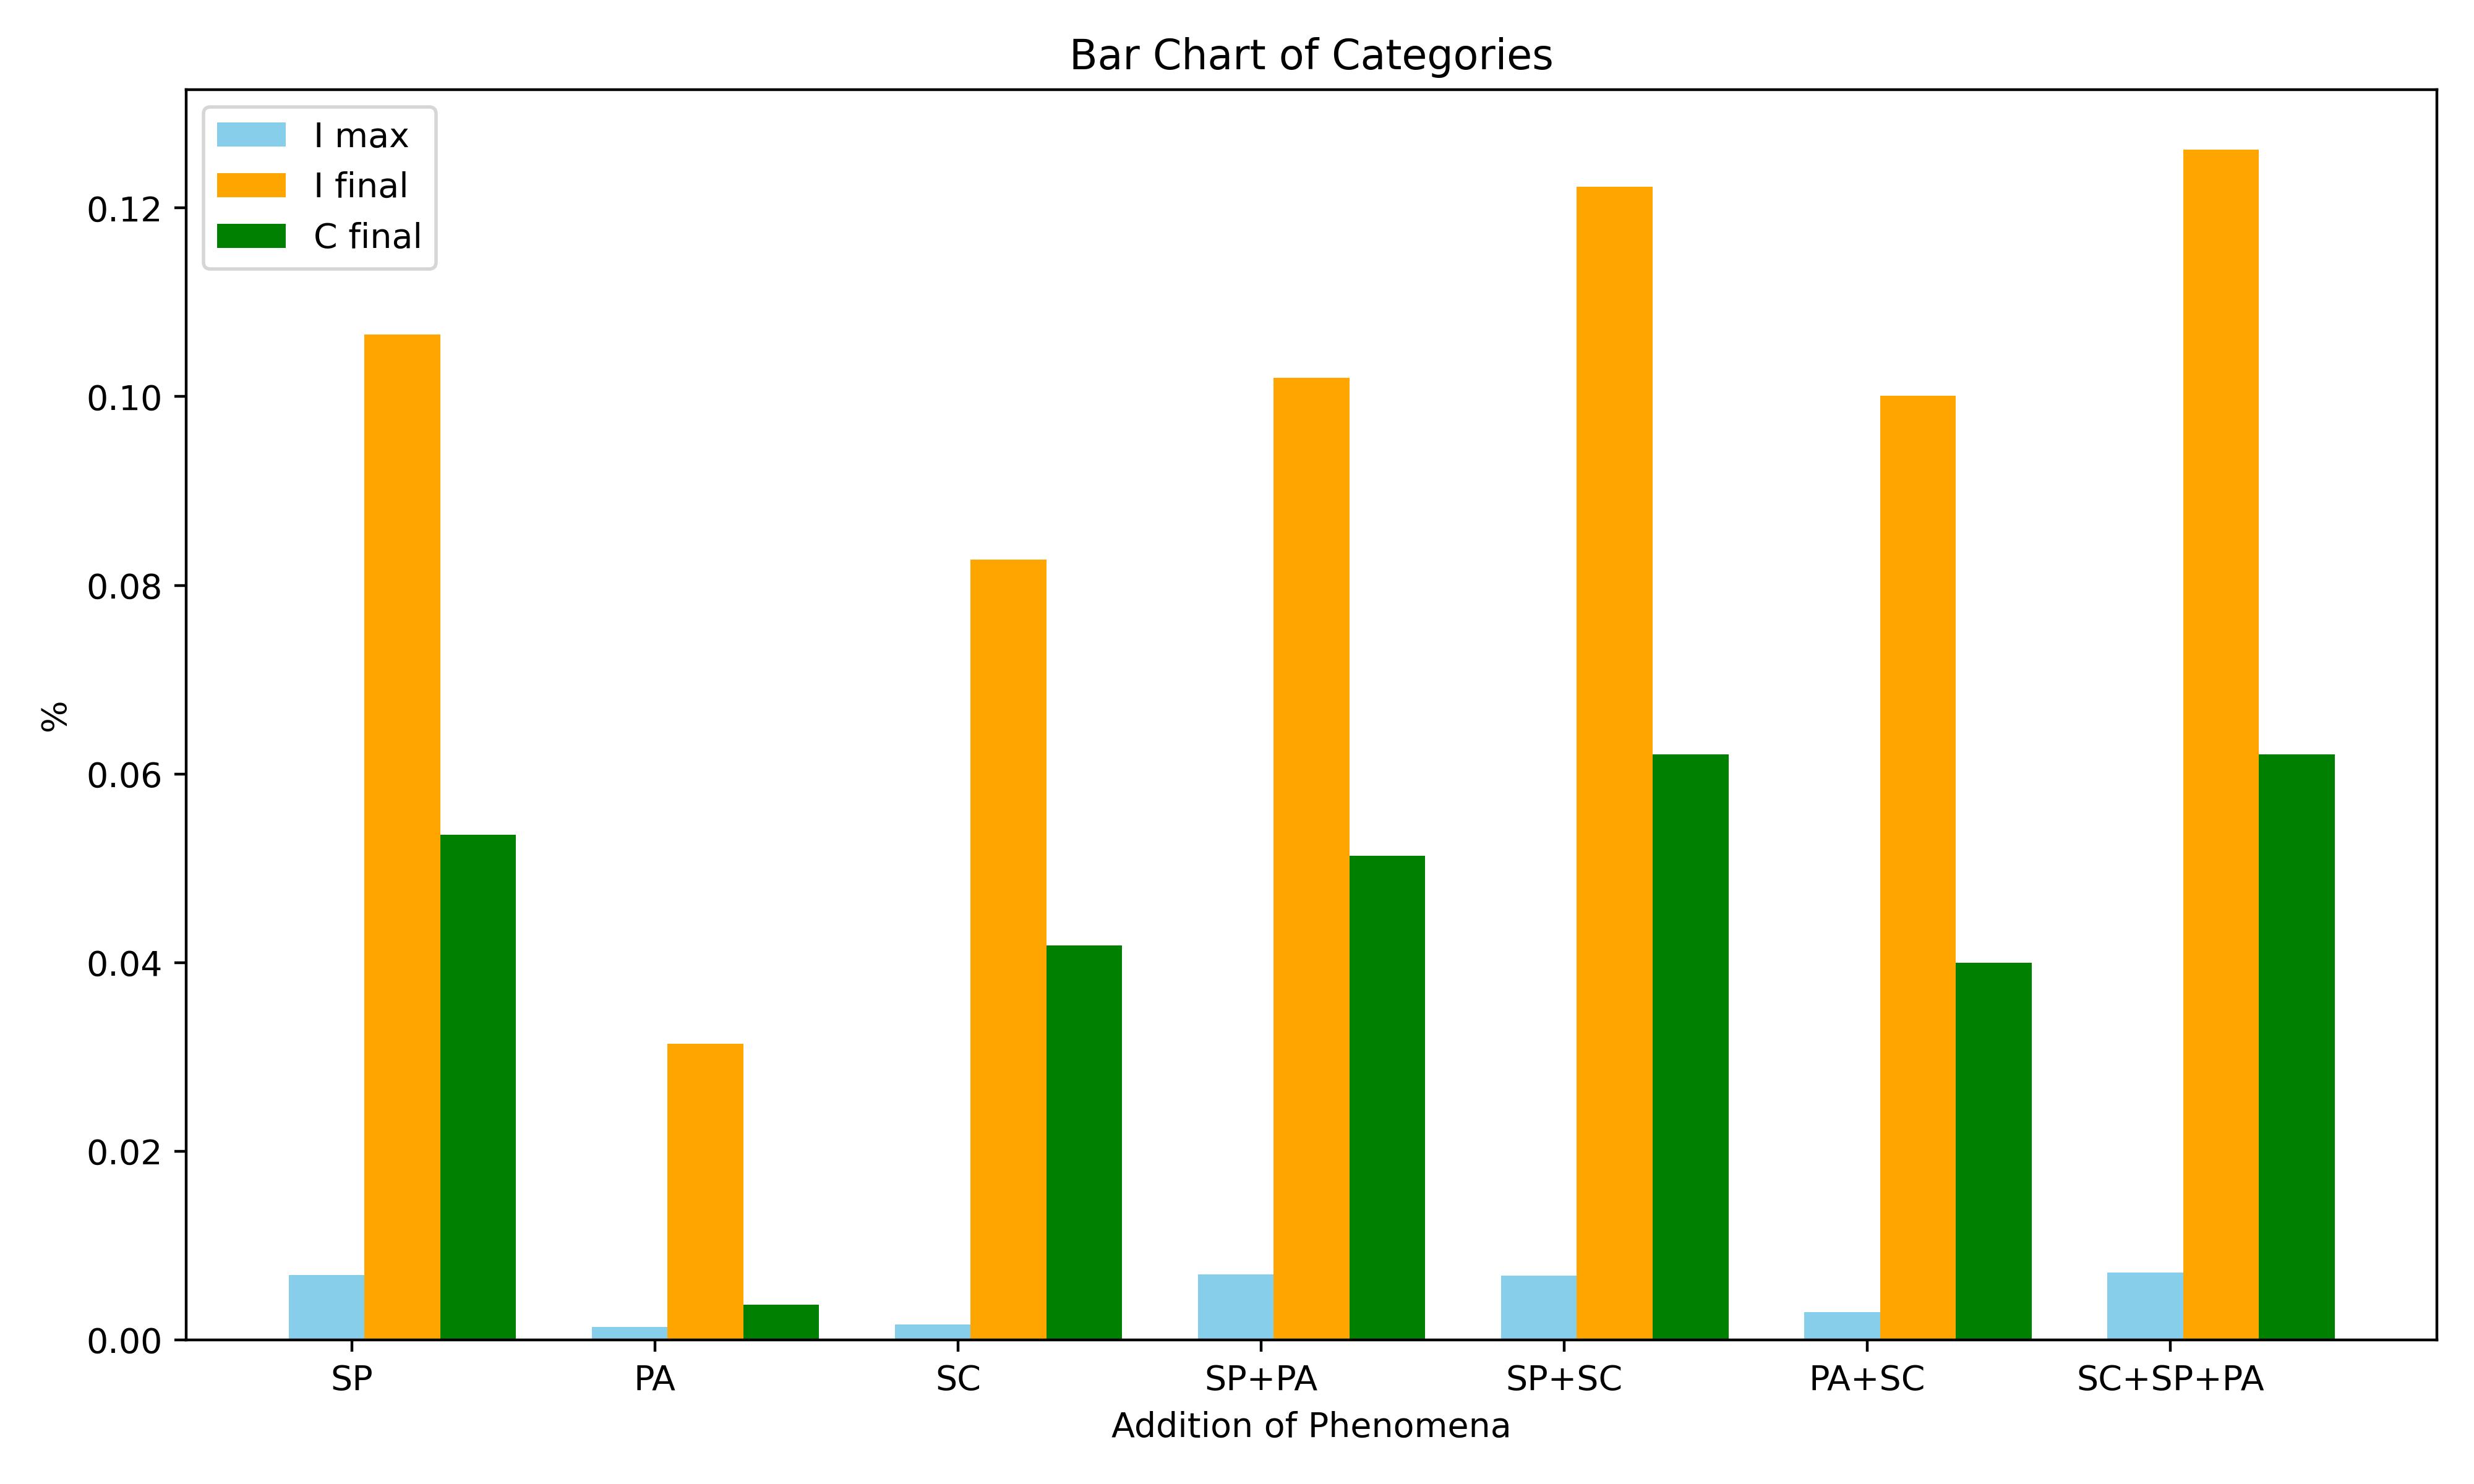 Bar Chart of Categories
I max
I final
C final
0.12
0.10
0.08
0.06
0.04
0.02
0.00
%
SP PA SC SP+PA SP+SC PA+SC SC+SP+PA
Addition of Phenomena